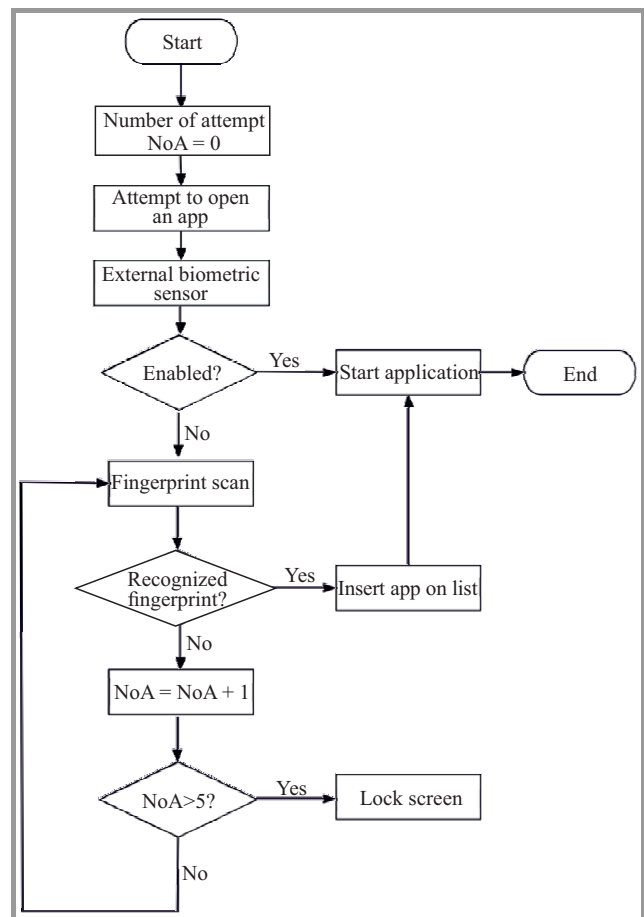 Start
Number of attempt
NoA = 0
Attempt to open
an app
External biometric
sensor
Enabled?
Yes
Start application
End
No
Fingerprint scan
Recognized
fingerprint?
Yes
Insert app on list
No
NoA = NoA + 1
NoA>5?
Yes
Lock screen
No